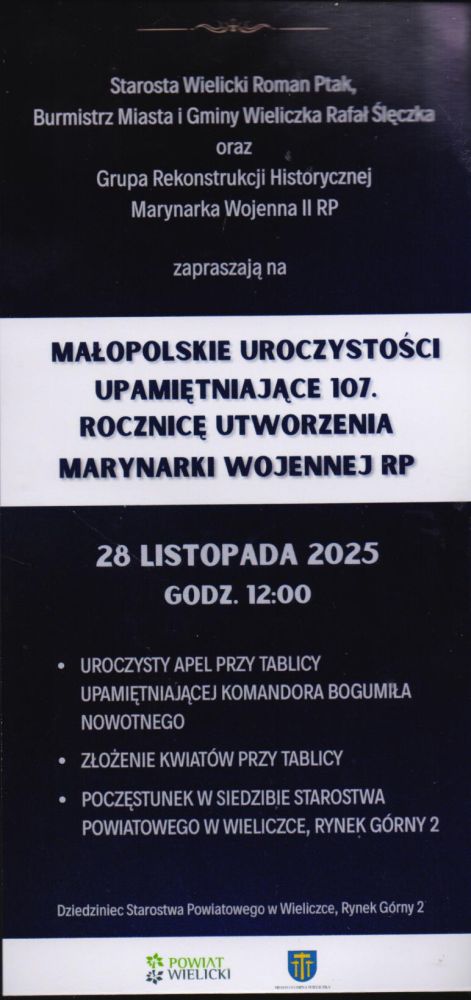 Starosta Wielicki Roman Ptak,
Burmistrz Miasta i Gminy Wieliczka Rafał Ślęczka
oraz
Grupa Rekonstrukcji Historycznej
Marynarka Wojenna II RP
zapraszają na
MAŁOPOLSKIE UROCZYSTOŚCI
UPAMIĘTNIAJĄCE 107.
ROCZNICĘ UTWORZENIA
MARYNARKI WOJENNEJ RP
28 LISTOPADA 2025
GODZ. 12:00
• UROCZYSTY APEL PRZY TABLICY
UPAMIĘTNIAJĄCEJ KOMANDORA BOGUMIŁA
NOWOTNEGO
• ZŁOŻENIE KWIATÓW PRZY TABLICY
• POCZĘSTUNEK W SIEDZIBIE STAROSTWA
POWIATOWEGO W WIELICZCE, RYNEK GÓRNY 2
Dziedziniec Starostwa Powiatowego w Wieliczce, Rynek Górny 2
POWIAT
WIELICKI